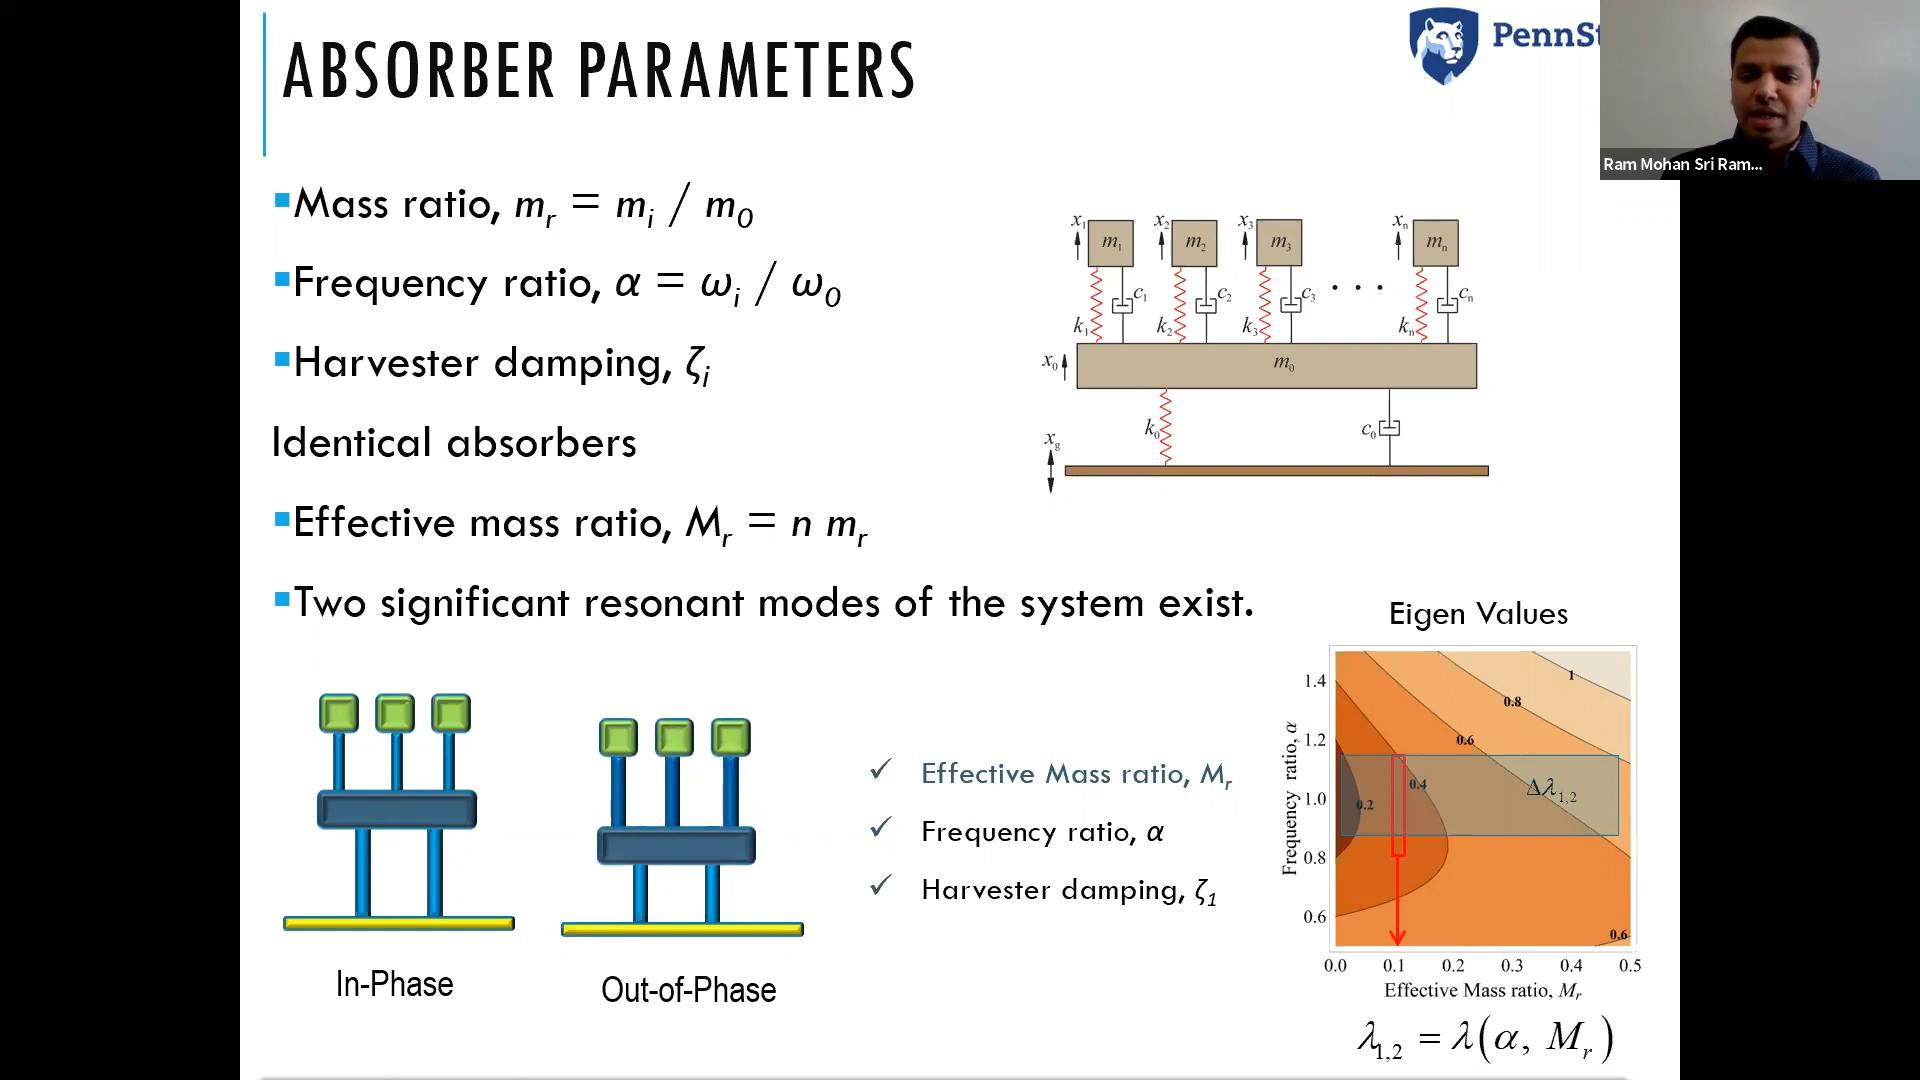 ABSORBER PARAMETERS
PennSt
Ram Mohan Sri Ram...
▪Mass ratio, mr = mi / m0
▪Frequency ratio, α = ωi / ω0
▪Harvester damping, ζi
Identical absorbers
▪Effective mass ratio, Mr = n mr
▪Two significant resonant modes of the system exist.
x1 m1 x2 m2 x3 m3 xn mn
c1 c2 c3 . . . cn
k1 k2 k3 kn
x0 m0
k0 c0
xg
In-Phase
Out-of-Phase
✓ Effective Mass ratio, Mr
✓ Frequency ratio, α
✓ Harvester damping, ζ1
Eigen Values
Frequency ratio, α
1.4
1.2
1.0
0.8
0.6
1
0.8
0.6
0.4
0.2
Δλ1,2
0.6
0.0 0.1 0.2 0.3 0.4 0.5
Effective Mass ratio, Mr
λ1,2 = λ(α, Mr)